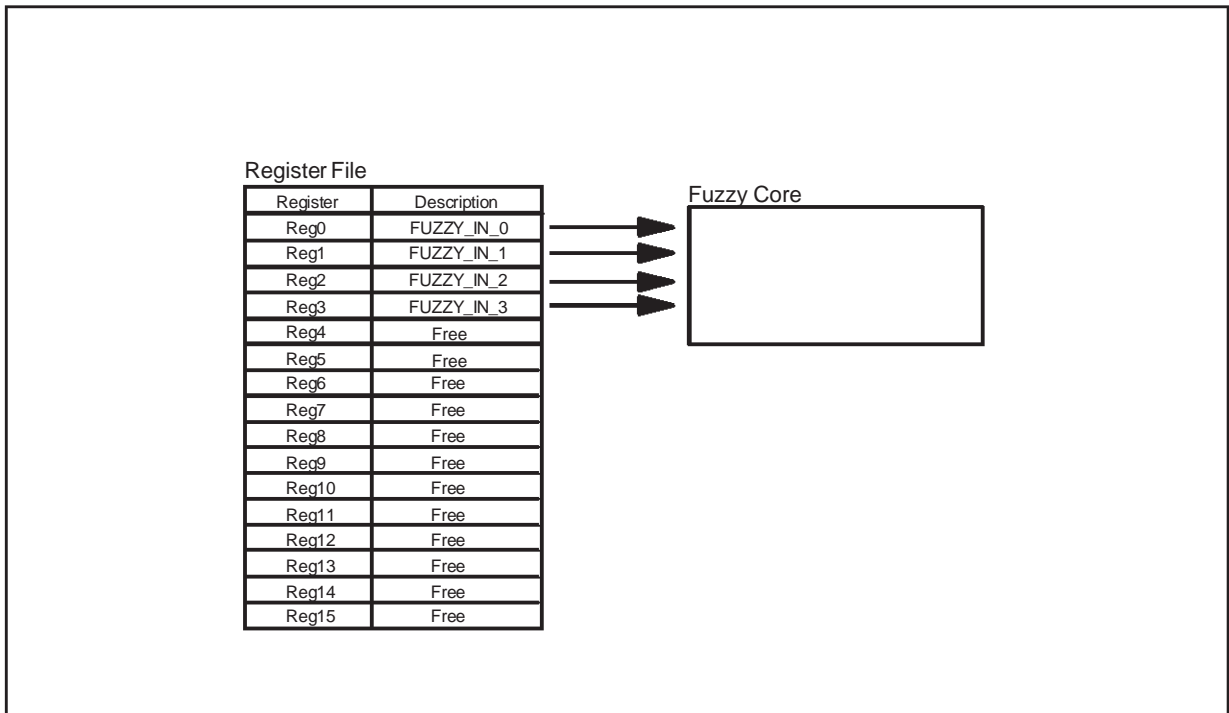 Register File
Register Description
Reg0 FUZZY_IN_0
Reg1 FUZZY_IN_1
Reg2 FUZZY_IN_2
Reg3 FUZZY_IN_3
Reg4 Free
Reg5 Free
Reg6 Free
Reg7 Free
Reg8 Free
Reg9 Free
Reg10 Free
Reg11 Free
Reg12 Free
Reg13 Free
Reg14 Free
Reg15 Free
Fuzzy Core